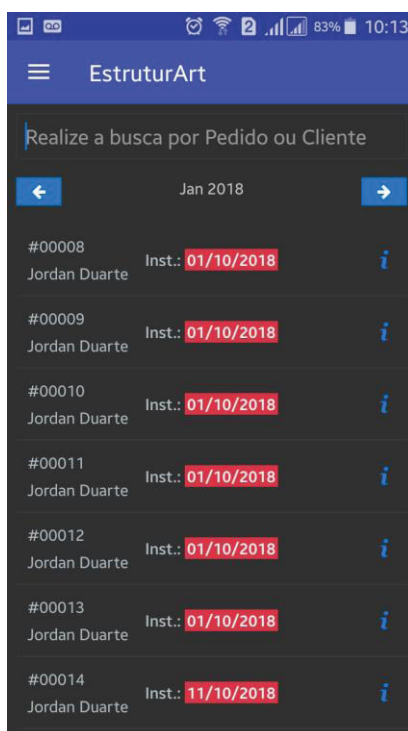 2 83% 10:13
EstruturArt
Realize a busca por Pedido ou Cliente
Jan 2018
#00008
Jordan Duarte
Inst.: 01/10/2018
i
#00009
Jordan Duarte
Inst.: 01/10/2018
i
#00010
Jordan Duarte
Inst.: 01/10/2018
i
#00011
Jordan Duarte
Inst.: 01/10/2018
i
#00012
Jordan Duarte
Inst.: 01/10/2018
i
#00013
Jordan Duarte
Inst.: 01/10/2018
i
#00014
Jordan Duarte
Inst.: 11/10/2018
i